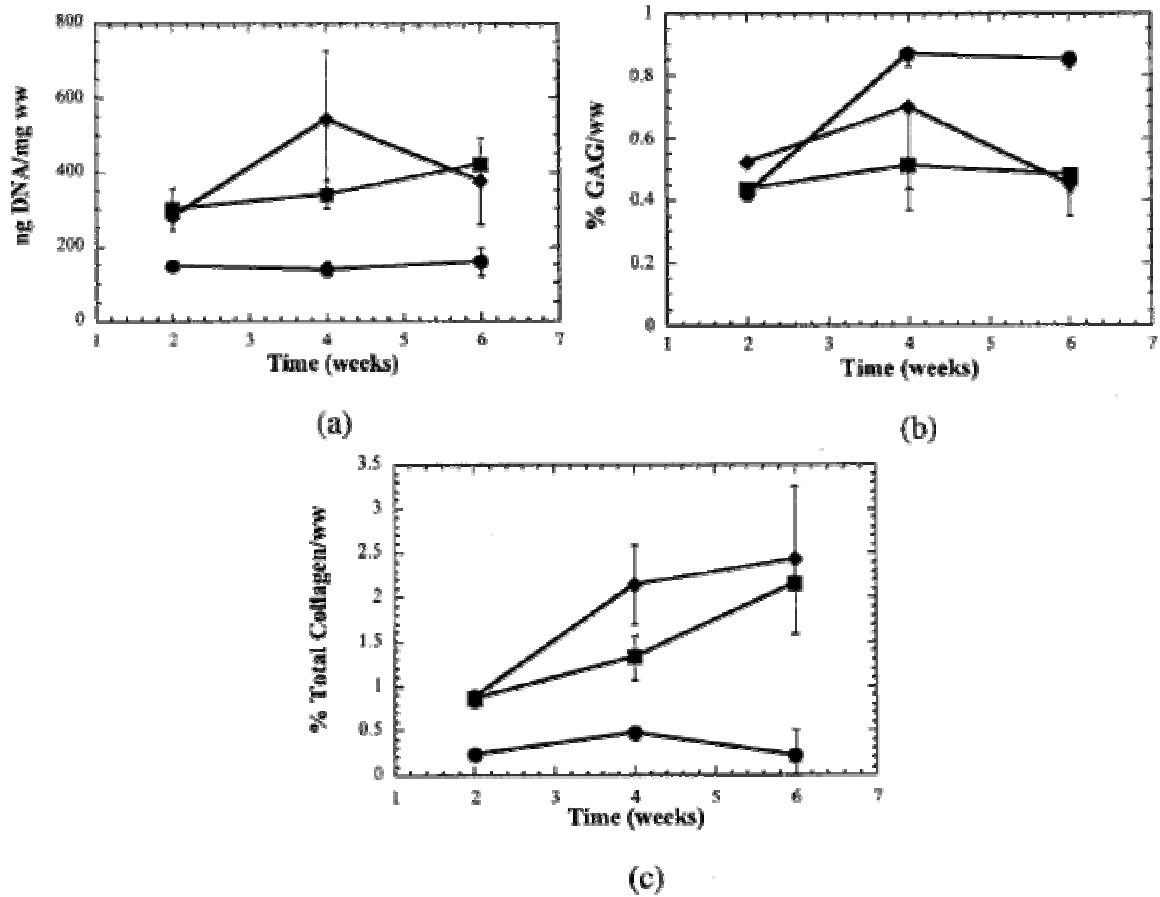 800
600
400
200
0
ng DNA/mg ww
1 2 3 4 5 6 7
Time (weeks)
(a)
1
0.8
0.6
0.4
0.2
0
% GAG/ww
1 2 3 4 5 6 7
Time (weeks)
(b)
3.5
3
2.5
2
1.5
1
0.5
0
% Total Collagen/ww
1 2 3 4 5 6 7
Time (weeks)
(c)